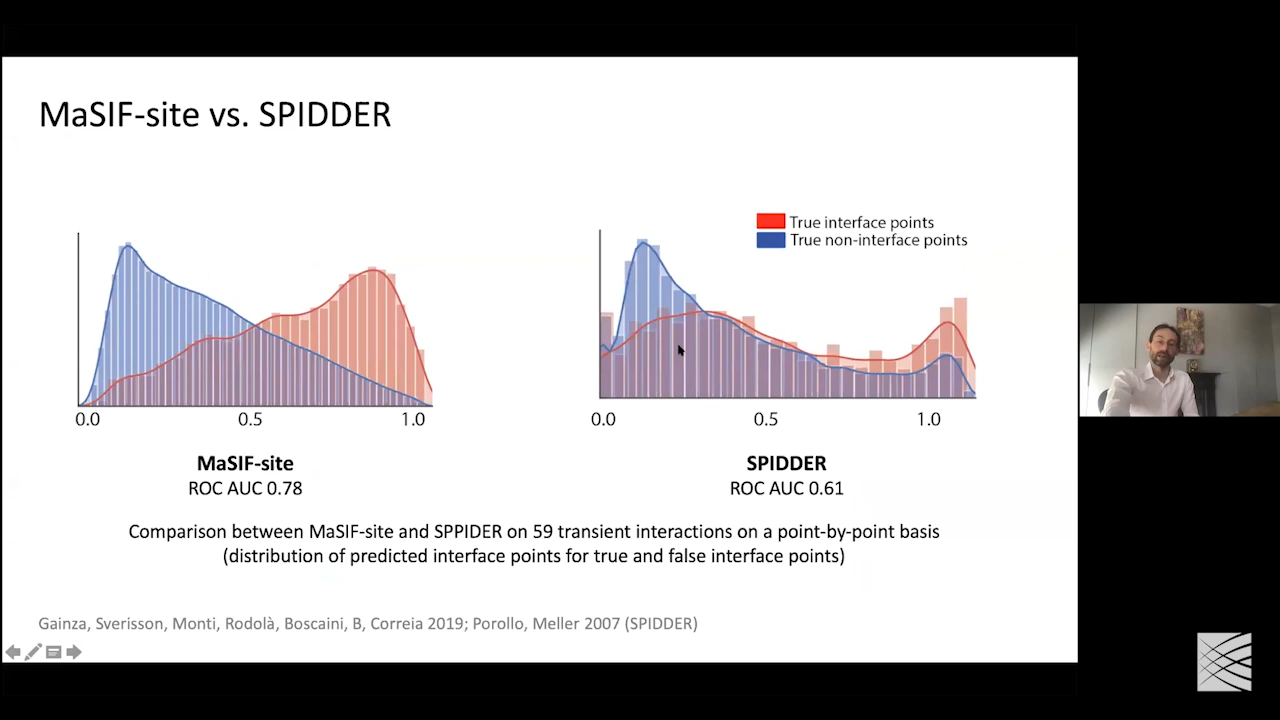 MaSIF-site vs. SPIDDER
True interface points
True non-interface points
0.0 0.5 1.0
0.0 0.5 1.0
MaSIF-site
ROC AUC 0.78
SPIDDER
ROC AUC 0.61
Comparison between MaSIF-site and SPPIDER on 59 transient interactions on a point-by-point basis
(distribution of predicted interface points for true and false interface points)
Gainza, Sverisson, Monti, Rodolà, Boscaini, B, Correia 2019; Porollo, Meller 2007 (SPIDDER)